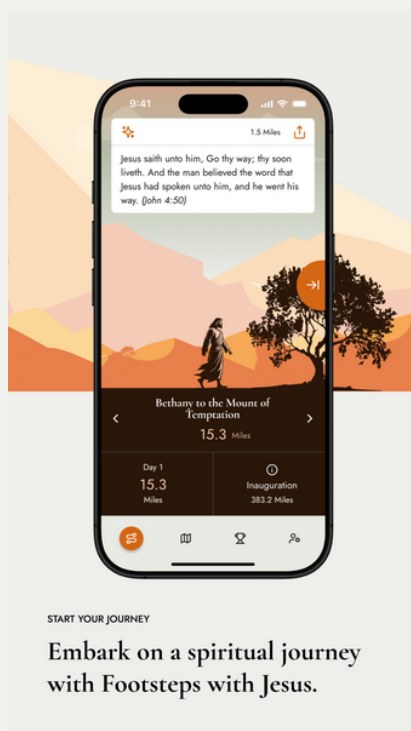 9:41
1.5 Miles
Jesus saith unto him, Go thy way; thy soon
liveth. And the man believed the word that
Jesus had spoken unto him, and he went his
way. (John 4:50)
Bethany to the Mount of
Temptation
15.3 Miles
Day 1
15.3
Miles
Inauguration
383.2 Miles
START YOUR JOURNEY
Embark on a spiritual journey
with Footsteps with Jesus.